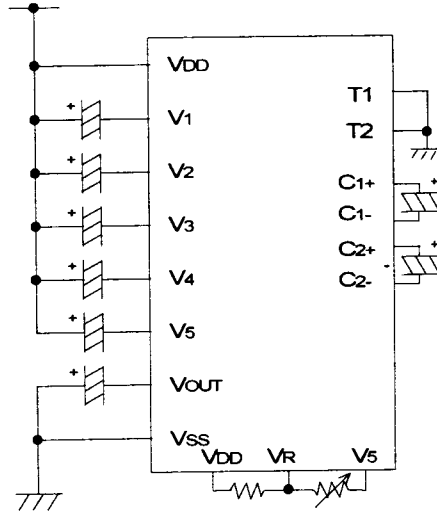 VDD
V1
V2
V3
V4
V5
VOUT
VSS
T1
T2
C1+
C1-
C2+
C2-
VDD VR V5
+
+
+
+
+
+
+
+